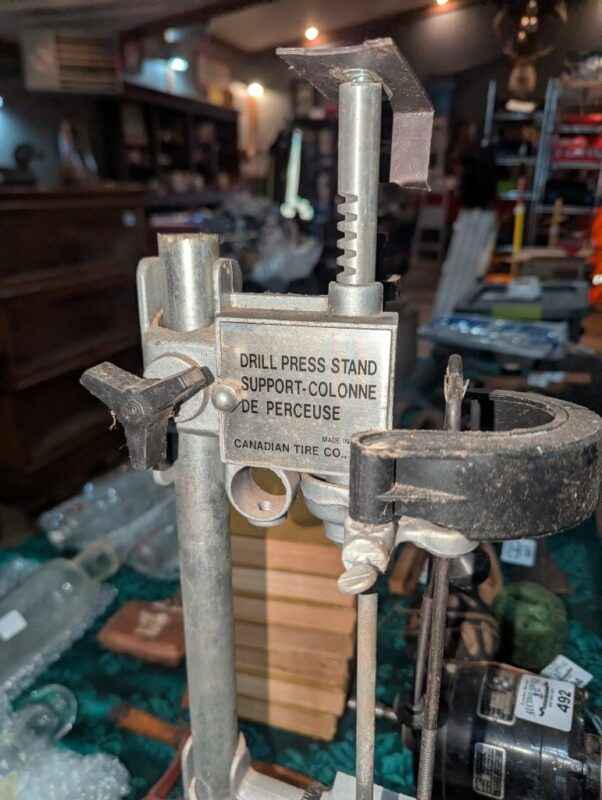 DRILL PRESS STAND
SUPPORT-COLONNE
DE PERCEUSE
MADE IN
CANADIAN TIRE CO.,
492